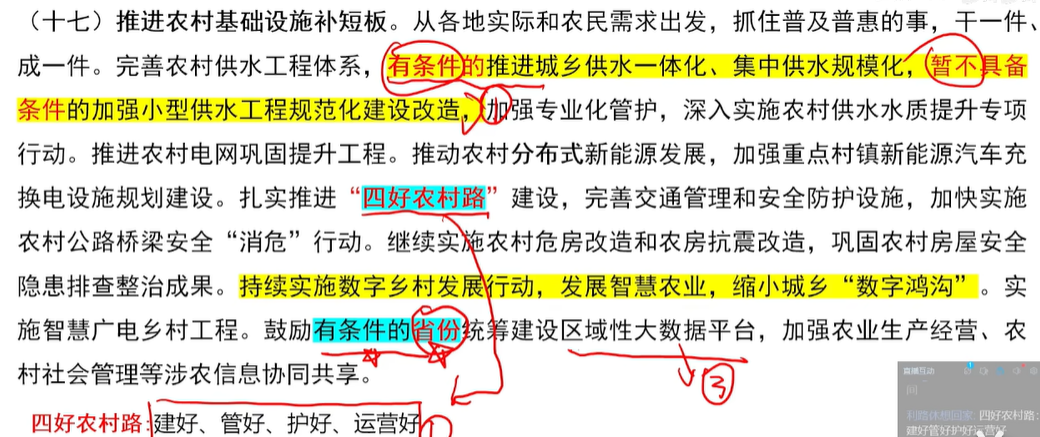 （十七）推进农村基础设施补短板。从各地实际和农民需求出发，抓住普及普惠的事，干一件、
成一件。完善农村供水工程体系，有条件的推进城乡供水一体化、集中供水规模化，暂不具备
条件的加强小型供水工程规范化建设改造，加强专业化管护，深入实施农村供水水质提升专项
行动。推进农村电网巩固提升工程。推动农村分布式新能源发展，加强重点村镇新能源汽车充
换电设施规划建设。扎实推进“四好农村路”建设，完善交通管理和安全防护设施，加快实施
农村公路桥梁安全“消危”行动。继续实施农村危房改造和农房抗震改造，巩固农村房屋安全
隐患排查整治成果。持续实施数字乡村发展行动，发展智慧农业，缩小城乡“数字鸿沟”。实
施智慧广电乡村工程。鼓励有条件的省份统筹建设区域性大数据平台，加强农业生产经营、农
村社会管理等涉农信息协同共享。
四好农村路：建好、管好、护好、运营好
①
③
直播互动
四好农村路：
建好管好护好运营好